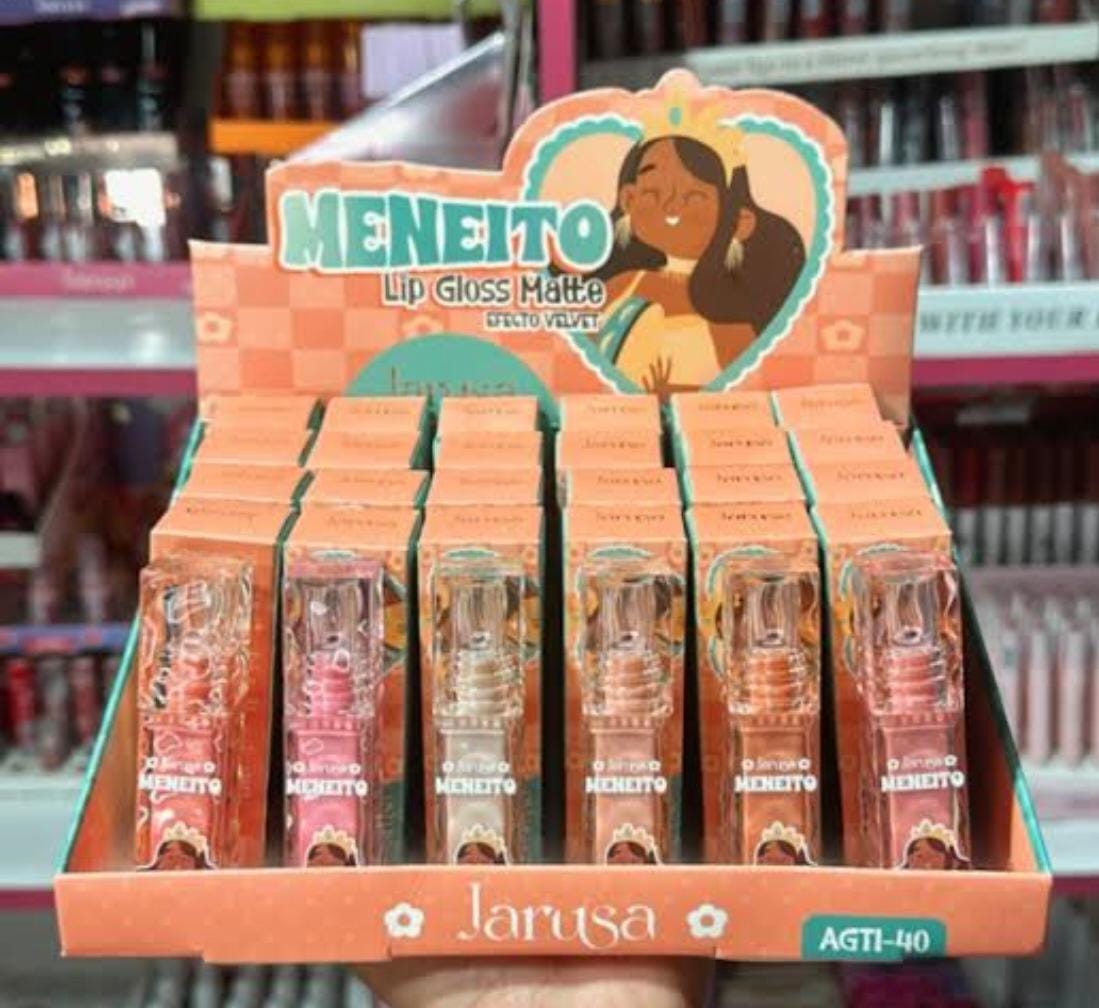 MENEITO
Lip Gloss Matte
EFECTO VELVET
Jarusa
Jarusa Jarusa Jarusa Jarusa Jarusa Jarusa
MENEITO MENEITO MENEITO MENEITO MENEITO MENEITO
Jarusa
AGTI-40
WITH YOUR